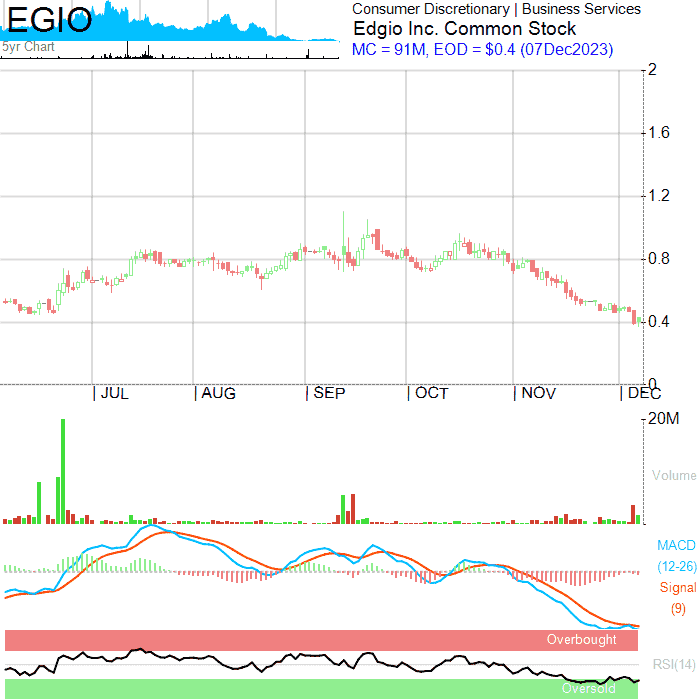 EGIO
5yr Chart
Consumer Discretionary | Business Services
Edgio Inc. Common Stock
MC = 91M, EOD = $0.4 (07Dec2023)
2
1.6
1.2
0.8
0.4
0
| JUL | AUG | SEP | OCT | NOV | DEC
20M
Volume
MACD
(12-26)
Signal
(9)
Overbought
RSI(14)
Oversold